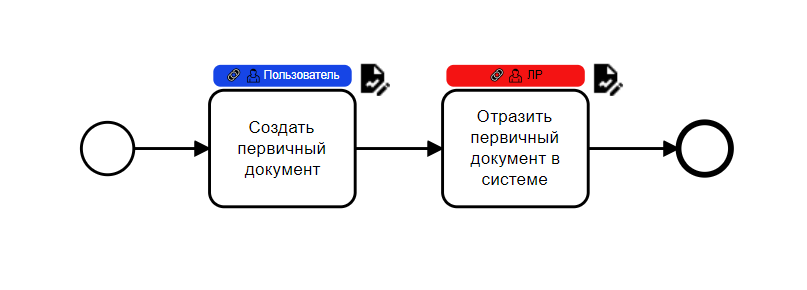 Пользователь
ЛР
Создать
первичный
документ
Отразить
первичный
документ в
системе